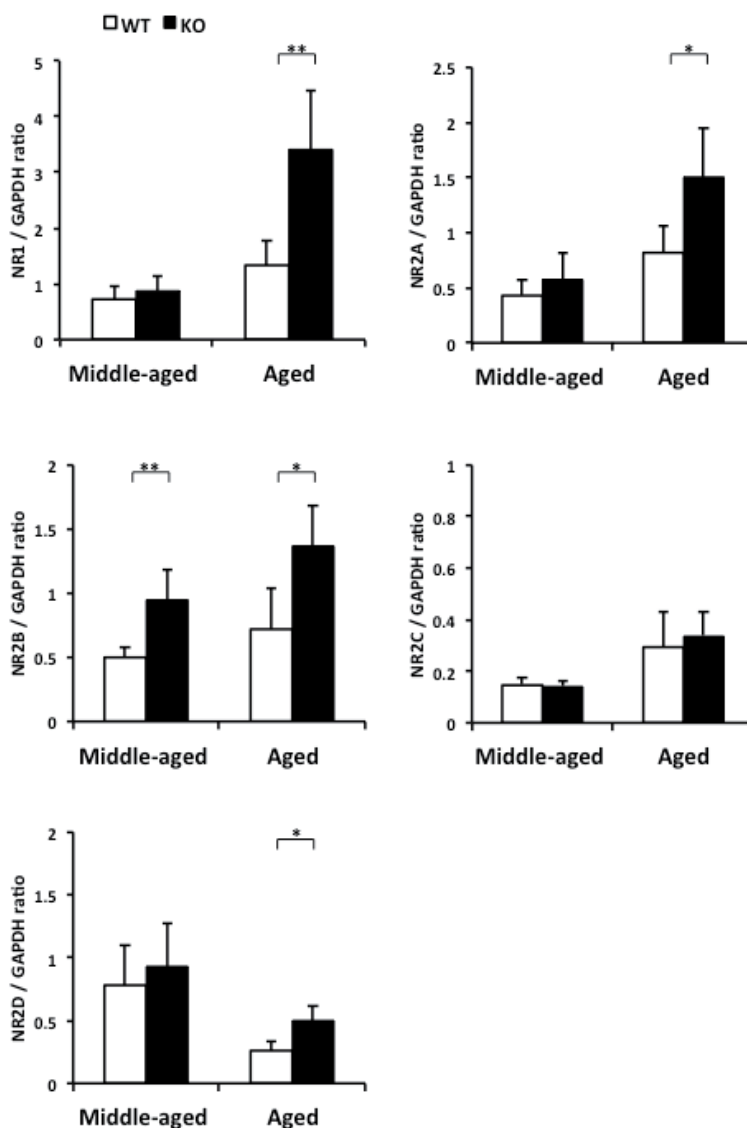 WT KO
NR1 / GAPDH ratio
5
4
3
2
1
0
**
Middle-aged Aged
NR2A / GAPDH ratio
2.5
2
1.5
1
0.5
0
*
Middle-aged Aged
NR2B / GAPDH ratio
2
1.5
1
0.5
0
** *
Middle-aged Aged
NR2C / GAPDH ratio
1
0.8
0.6
0.4
0.2
0
Middle-aged Aged
NR2D / GAPDH ratio
2
1.5
1
0.5
0
*
Middle-aged Aged